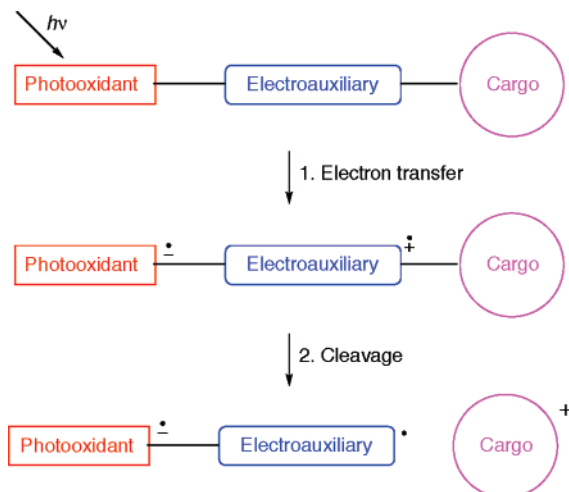 hν
Photooxidant Electroauxiliary Cargo
1. Electron transfer
Photooxidant •− Electroauxiliary •+ Cargo
2. Cleavage
Photooxidant •− Electroauxiliary • Cargo +